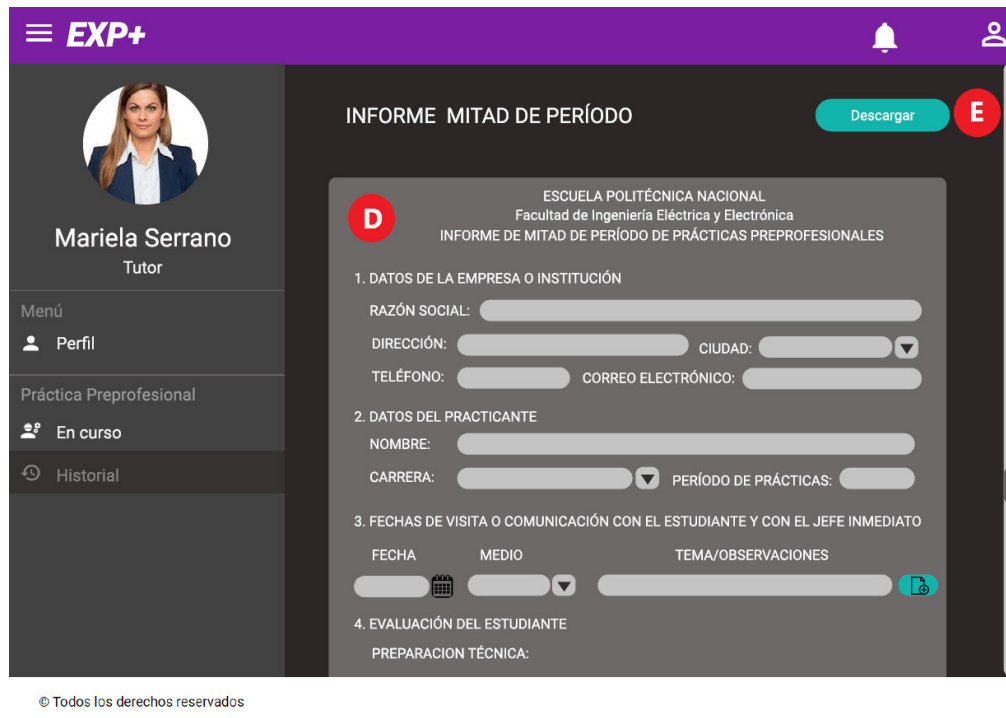 EXP+
Mariela Serrano
Tutor
Menú
Perfil
Práctica Preprofesional
En curso
Historial
INFORME MITAD DE PERÍODO
Descargar
E
D
ESCUELA POLITÉCNICA NACIONAL
Facultad de Ingeniería Eléctrica y Electrónica
INFORME DE MITAD DE PERÍODO DE PRÁCTICAS PREPROFESIONALES
1. DATOS DE LA EMPRESA O INSTITUCIÓN
RAZÓN SOCIAL:
DIRECCIÓN: CIUDAD:
TELÉFONO: CORREO ELECTRÓNICO:
2. DATOS DEL PRACTICANTE
NOMBRE:
CARRERA: PERÍODO DE PRÁCTICAS:
3. FECHAS DE VISITA O COMUNICACIÓN CON EL ESTUDIANTE Y CON EL JEFE INMEDIATO
FECHA MEDIO TEMA/OBSERVACIONES
4. EVALUACIÓN DEL ESTUDIANTE
PREPARACION TÉCNICA:
© Todos los derechos reservados